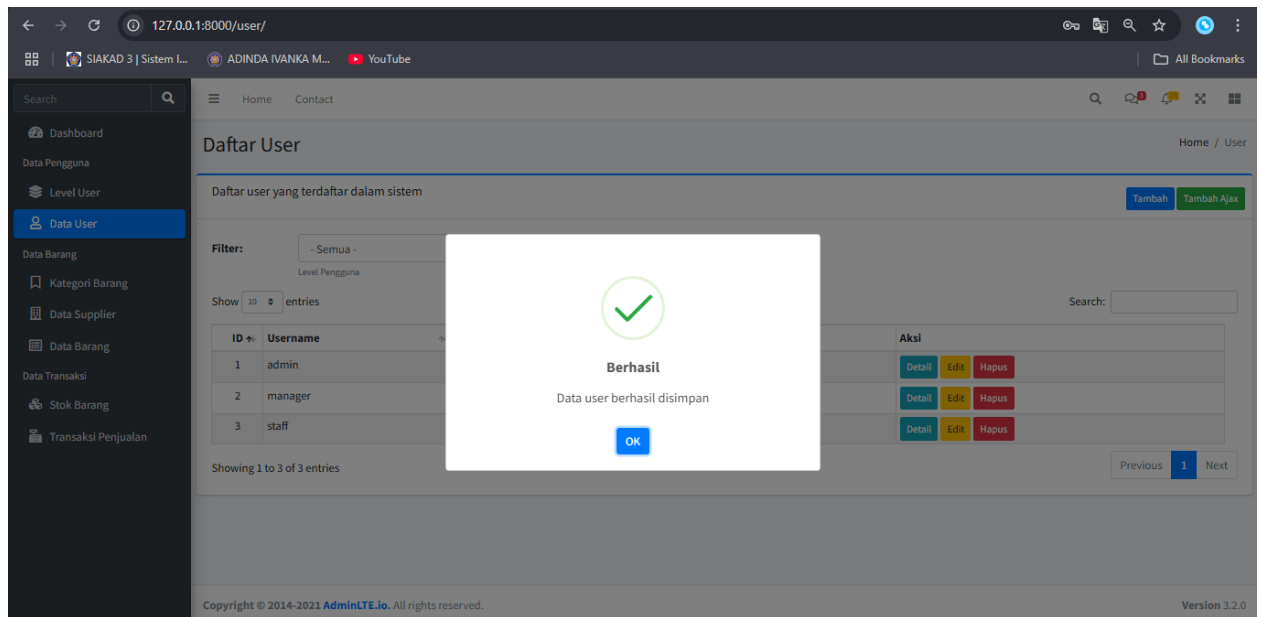 127.0.0.1:8000/user/
SIAKAD 3 | Sistem I... ADINDA IVANKA M... YouTube All Bookmarks
Search
Dashboard
Data Pengguna
Level User
Data User
Data Barang
Kategori Barang
Data Supplier
Data Barang
Data Transaksi
Stok Barang
Transaksi Penjualan
Home Contact
Daftar User Home / User
Daftar user yang terdaftar dalam sistem Tambah Tambah Ajax
Filter: - Semua -
Level Pengguna
Show entries Search:
ID Username Aksi
1 admin Detail Edit Hapus
2 manager Detail Edit Hapus
3 staff Detail Edit Hapus
Showing 1 to 3 of 3 entries Previous 1 Next
Berhasil
Data user berhasil disimpan
OK
Copyright © 2014-2021 AdminLTE.io. All rights reserved. Version 3.2.0